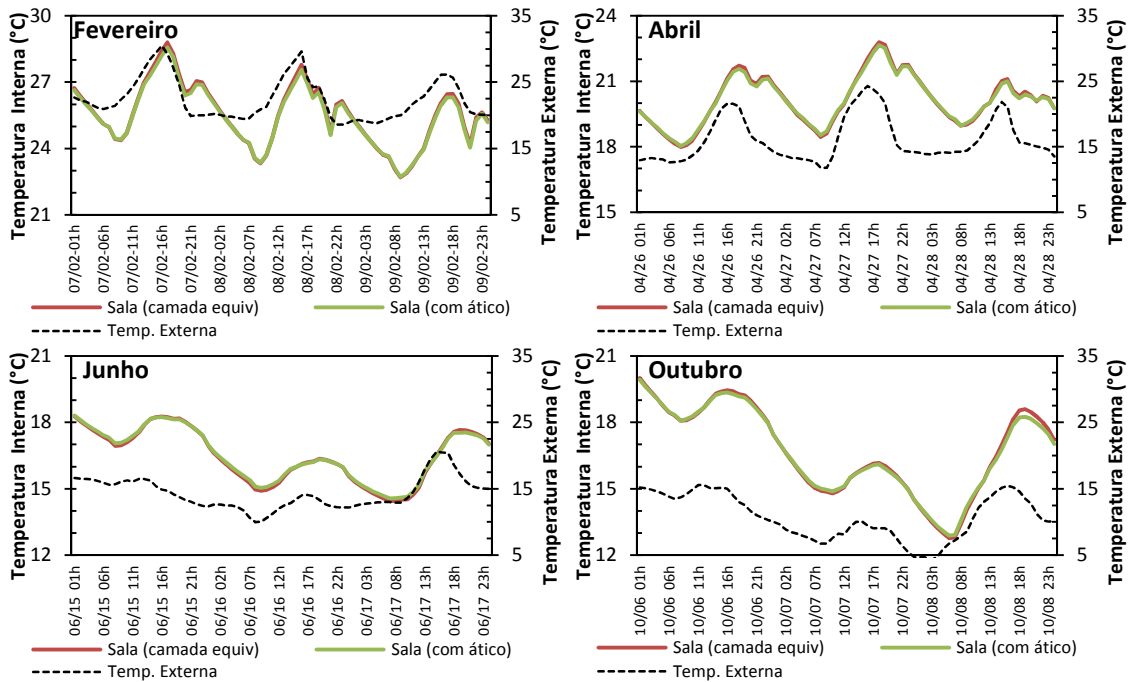 Fevereiro
Temperatura Interna (°C)
30
27
24
21
Temperatura Externa (°C)
35
25
15
5
07/02-01h
07/02-06h
07/02-11h
07/02-16h
07/02-21h
08/02-02h
08/02-07h
08/02-12h
08/02-17h
08/02-22h
09/02-03h
09/02-08h
09/02-13h
09/02-18h
09/02-23h
Sala (camada equiv)
Sala (com ático)
Temp. Externa
Abril
Temperatura Interna (°C)
24
21
18
15
Temperatura Externa (°C)
35
25
15
5
04/26 01h
04/26 06h
04/26 11h
04/26 16h
04/26 21h
04/27 02h
04/27 07h
04/27 12h
04/27 17h
04/27 22h
04/28 03h
04/28 08h
04/28 13h
04/28 18h
04/28 23h
Sala (camada equiv)
Sala (com ático)
Temp. Externa
Junho
Temperatura Interna (°C)
21
18
15
12
Temperatura Externa (°C)
35
25
15
5
06/15 01h
06/15 06h
06/15 11h
06/15 16h
06/15 21h
06/16 02h
06/16 07h
06/16 12h
06/16 17h
06/16 22h
06/17 03h
06/17 08h
06/17 13h
06/17 18h
06/17 23h
Sala (camada equiv)
Sala (com ático)
Temp. Externa
Outubro
Temperatura Interna (°C)
21
18
15
12
Temperatura Externa (°C)
35
25
15
5
10/06 01h
10/06 06h
10/06 11h
10/06 16h
10/06 21h
10/07 02h
10/07 07h
10/07 12h
10/07 17h
10/07 22h
10/08 03h
10/08 08h
10/08 13h
10/08 18h
10/08 23h
Sala (camada equiv)
Sala (com ático)
Temp. Externa